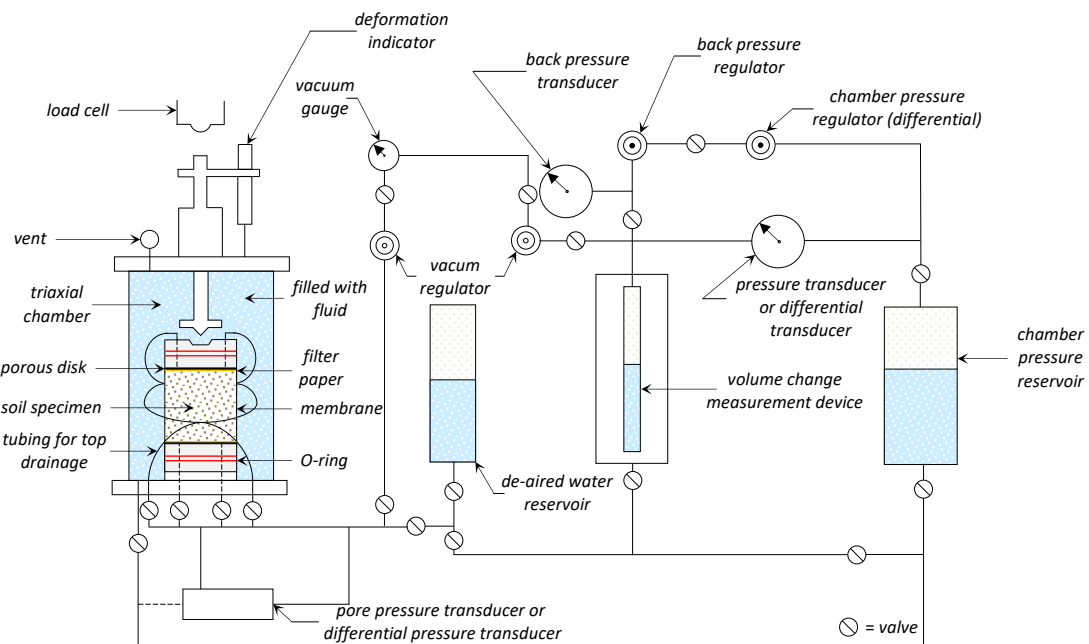 deformation
indicator
load cell
vacuum
gauge
back pressure
transducer
back pressure
regulator
chamber pressure
regulator (differential)
vent
triaxial
chamber
filled with
fluid
vacum
regulator
pressure transducer
or differential
transducer
chamber
pressure
reservoir
porous disk
filter
paper
soil specimen
membrane
volume change
measurement device
tubing for top
drainage
O-ring
de-aired water
reservoir
pore pressure transducer or
differential pressure transducer
= valve